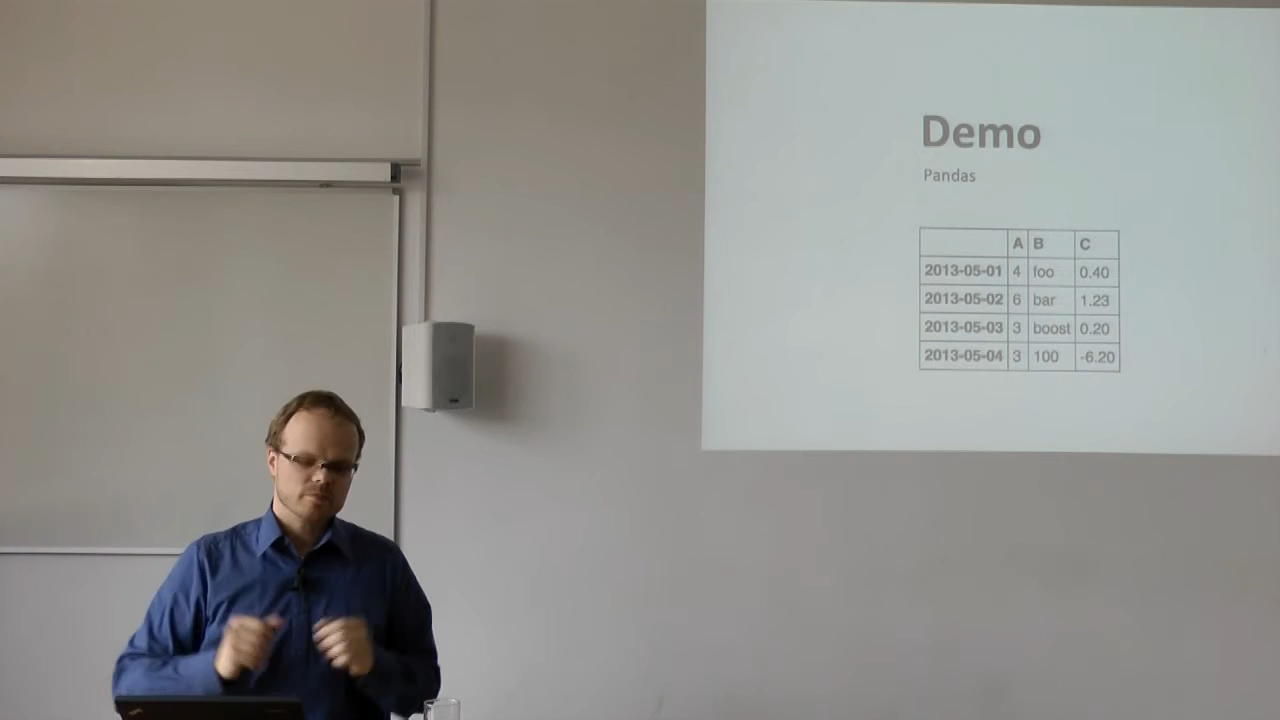 Demo
Pandas
A B C
2013-05-01 4 foo 0.40
2013-05-02 6 bar 1.23
2013-05-03 3 boost 0.20
2013-05-04 3 100 -6.20